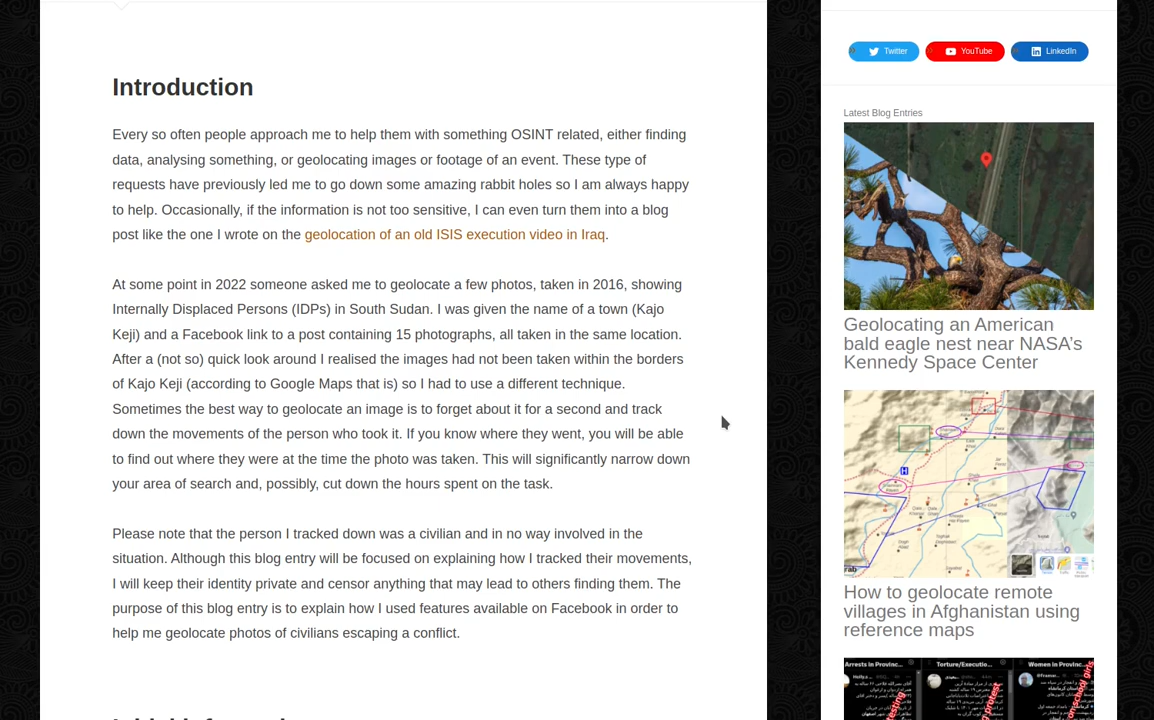 Introduction
Every so often people approach me to help them with something OSINT related, either finding
data, analysing something, or geolocating images or footage of an event. These type of
requests have previously led me to go down some amazing rabbit holes so I am always happy
to help. Occasionally, if the information is not too sensitive, I can even turn them into a blog
post like the one I wrote on the geolocation of an old ISIS execution video in Iraq.
At some point in 2022 someone asked me to geolocate a few photos, taken in 2016, showing
Internally Displaced Persons (IDPs) in South Sudan. I was given the name of a town (Kajo
Keji) and a Facebook link to a post containing 15 photographs, all taken in the same location.
After a (not so) quick look around I realised the images had not been taken within the borders
of Kajo Keji (according to Google Maps that is) so I had to use a different technique.
Sometimes the best way to geolocate an image is to forget about it for a second and track
down the movements of the person who took it. If you know where they went, you will be able
to find out where they were at the time the photo was taken. This will significantly narrow down
your area of search and, possibly, cut down the hours spent on the task.
Please note that the person I tracked down was a civilian and in no way involved in the
situation. Although this blog entry will be focused on explaining how I tracked their movements,
I will keep their identity private and censor anything that may lead to others finding them. The
purpose of this blog entry is to explain how I used features available on Facebook in order to
help me geolocate photos of civilians escaping a conflict.
Twitter
YouTube
LinkedIn
Latest Blog Entries
Geolocating an American
bald eagle nest near NASA's
Kennedy Space Center
How to geolocate remote
villages in Afghanistan using
reference maps
Arrests in Provinc...
Torture/Executio...
Women in Provinc...